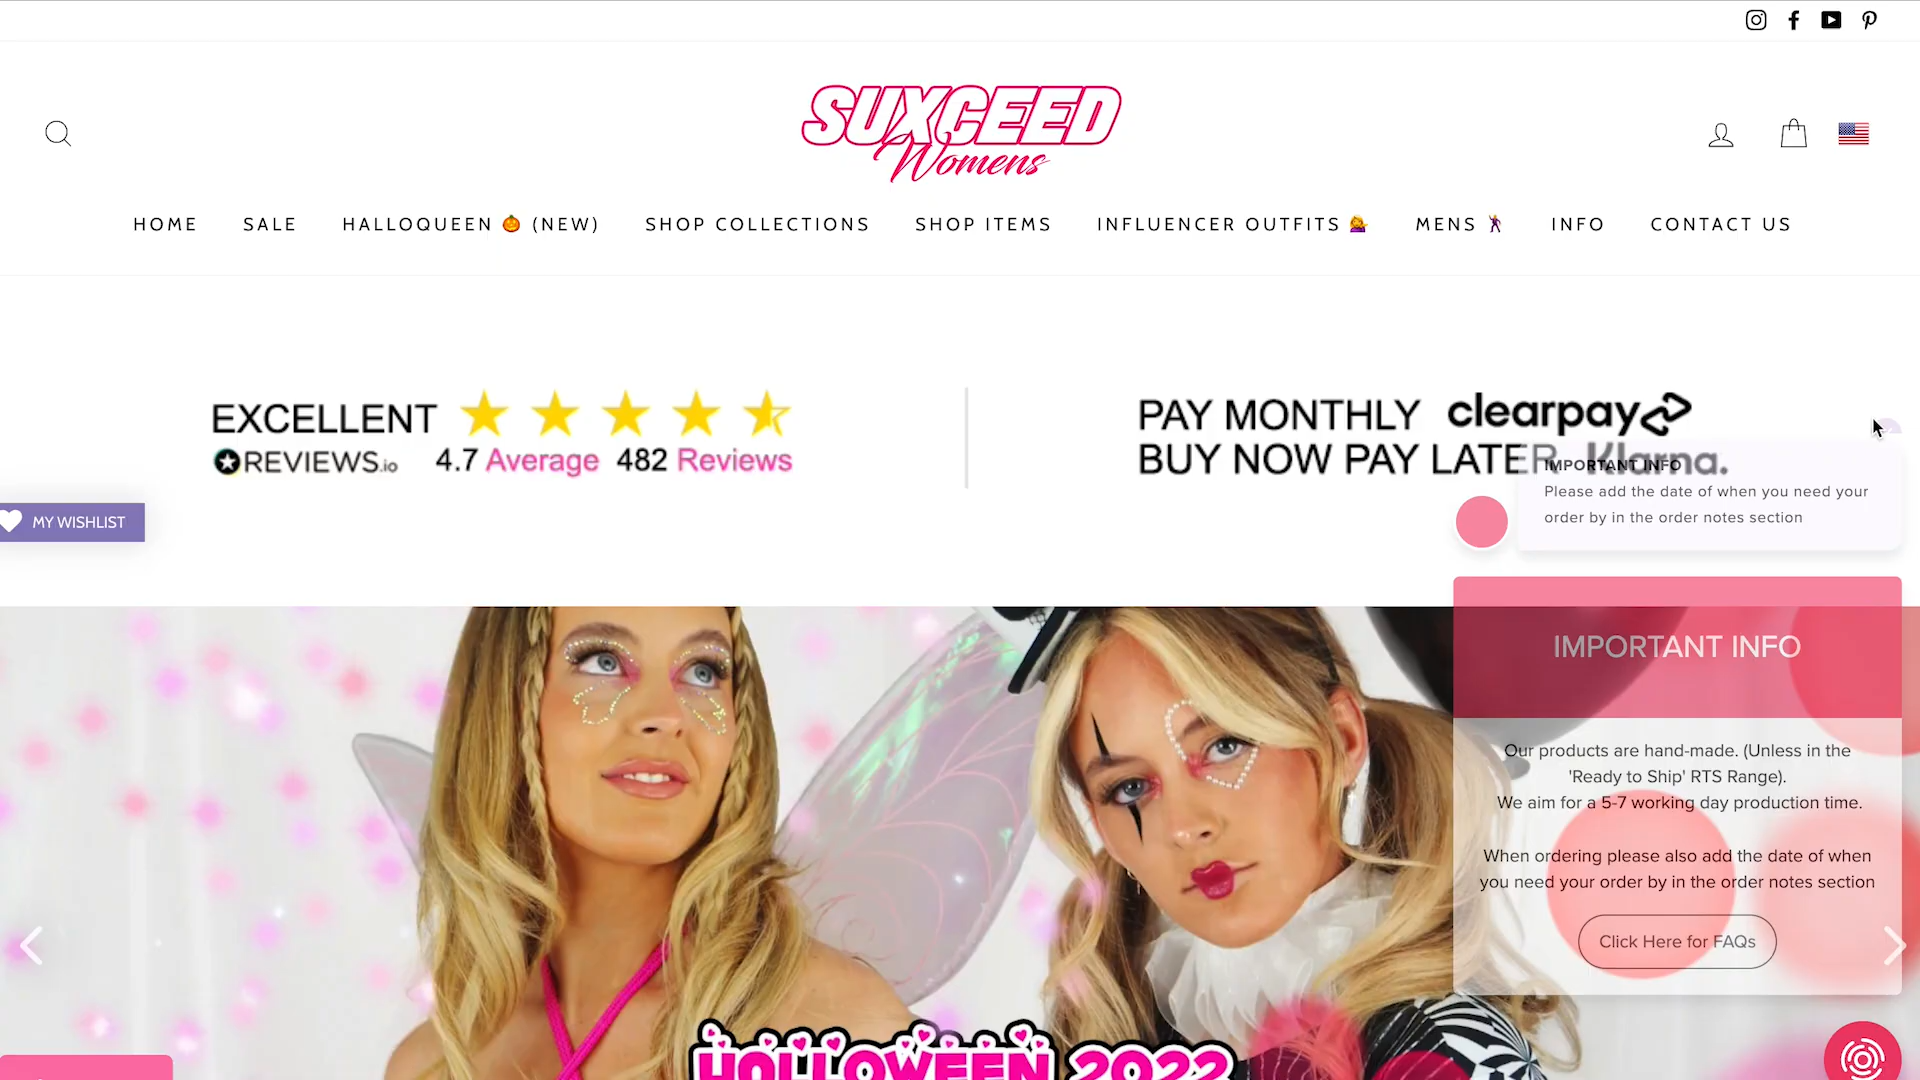 SUXCEED
Womens
HOME SALE HALLOQUEEN 🎃 (NEW) SHOP COLLECTIONS SHOP ITEMS INFLUENCER OUTFITS 💁‍♀️ MENS 🕺 INFO CONTACT US
EXCELLENT
REVIEWS.io 4.7 Average 482 Reviews
PAY MONTHLY clearpay
BUY NOW PAY LATER Klarna.
IMPORTANT INFO
Please add the date of when you need your
order by in the order notes section
MY WISHLIST
IMPORTANT INFO
Our products are hand-made. (Unless in the
'Ready to Ship' RTS Range).
We aim for a 5-7 working day production time.
When ordering please also add the date of when
you need your order by in the order notes section
Click Here for FAQs
HOLLOWEEN 2022